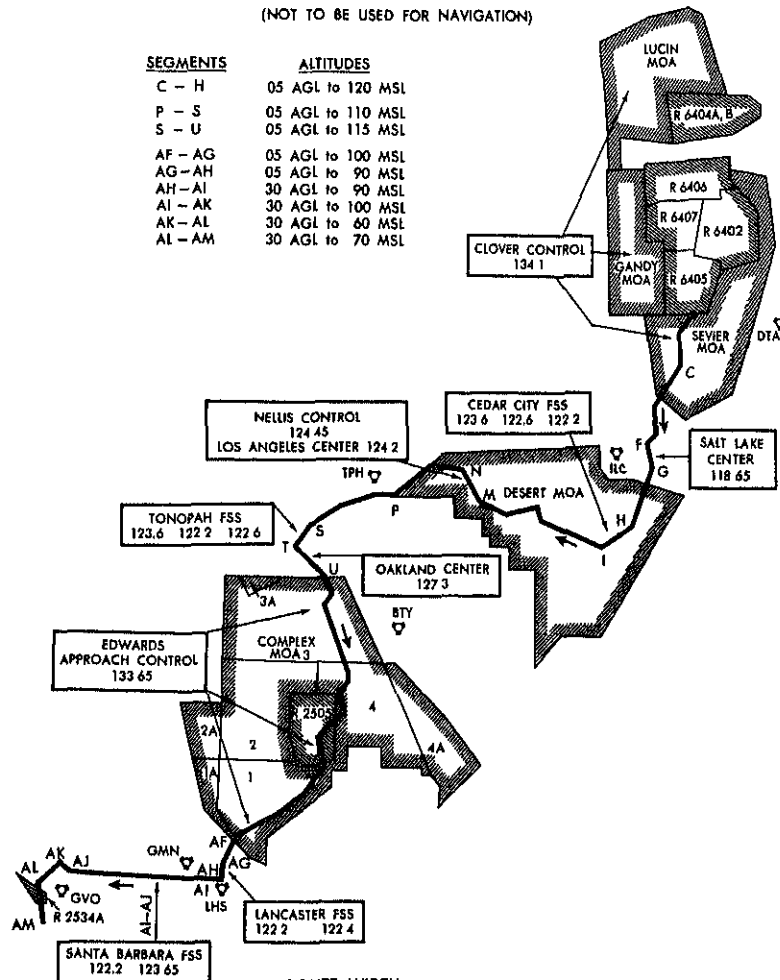 (NOT TO BE USED FOR NAVIGATION)
SEGMENTS ALTITUDES
C – H 05 AGL to 120 MSL
P – S 05 AGL to 110 MSL
S – U 05 AGL to 115 MSL
AF – AG 05 AGL to 100 MSL
AG – AH 05 AGL to 90 MSL
AH – AI 30 AGL to 90 MSL
AI – AK 30 AGL to 100 MSL
AK – AL 30 AGL to 60 MSL
AL – AM 30 AGL to 70 MSL
LUCIN
MOA
R 6404A, B
R 6406
R 6407
R 6402
CLOVER CONTROL
134 1
GANDY
MOA
R 6405
SEVIER
MOA
DTA
C
NELLIS CONTROL
124 45
LOS ANGELES CENTER 124 2
CEDAR CITY FSS
123 6 122.6 122 2
SALT LAKE
CENTER
118 65
F
G
ILC
TPH
N
M
DESERT MOA
P
H
I
TONOPAH FSS
123.6 122 2 122 6
S
T
U
OAKLAND CENTER
127 3
3A
BTY
EDWARDS
APPROACH CONTROL
133 65
COMPLEX
MOA 3
R 2505
4
4A
2A
2
1A
1
AF
AG
AH
AI
GMN
LHS
AL
AK
AJ
GVO
R 2534A
AM
AI–AJ
LANCASTER FSS
122 2 122 4
SANTA BARBARA FSS
122.2 123 65